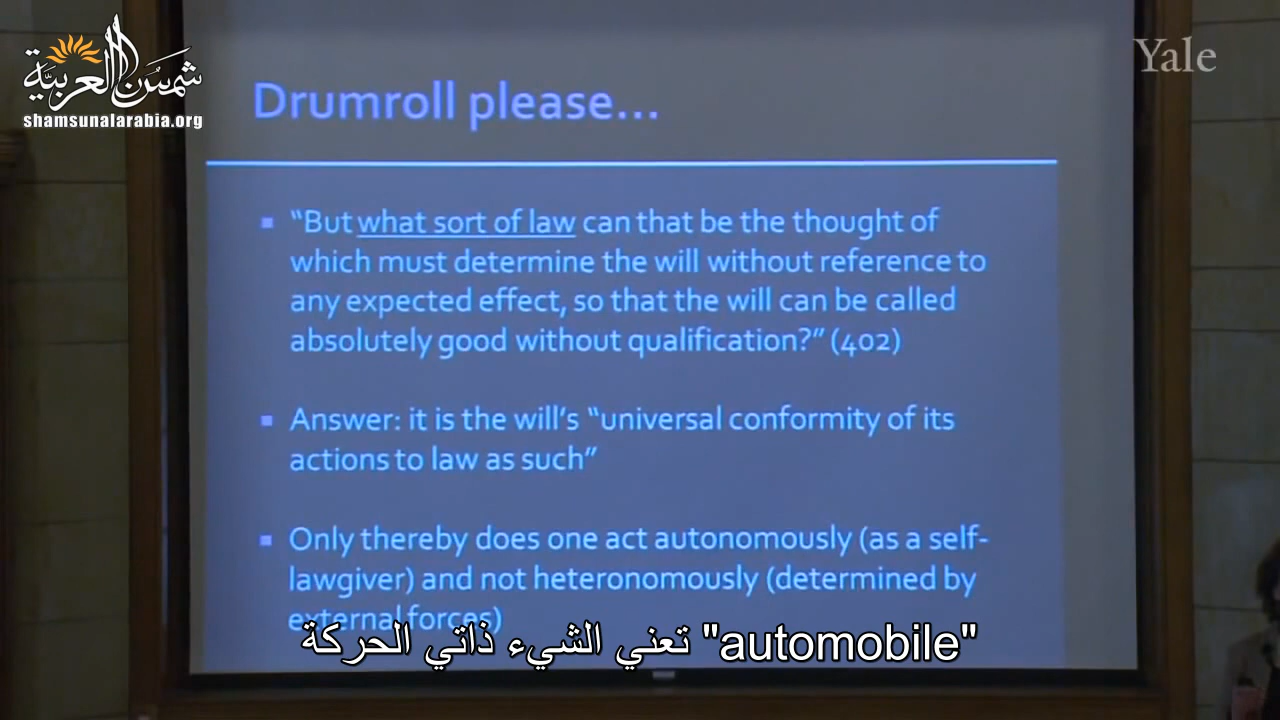 شمس العربية
shamsunalarabia.org
Yale
Drumroll please...
“But what sort of law can that be the thought of
which must determine the will without reference to
any expected effect, so that the will can be called
absolutely good without qualification?” (402)
Answer: it is the will’s “universal conformity of its
actions to law as such”
Only thereby does one act autonomously (as a self-
lawgiver) and not heteronomously (determined by
external forces)
"automobile" تعني الشيء ذاتي الحركة